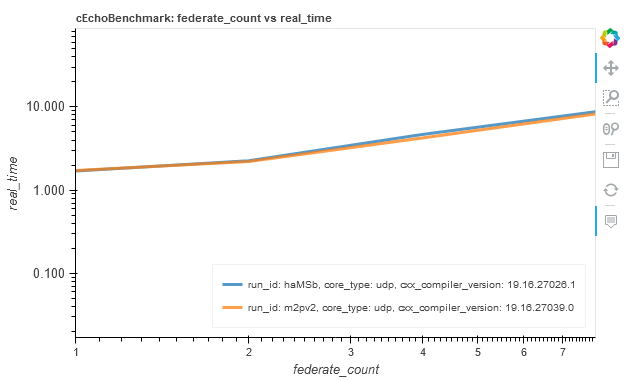 cEchoBenchmark: federate_count vs real_time
10.000
1.000
0.100
real_time
run_id: haMSb, core_type: udp, cxx_compiler_version: 19.16.27026.1
run_id: m2pv2, core_type: udp, cxx_compiler_version: 19.16.27039.0
1 2 3 4 5 6 7
federate_count